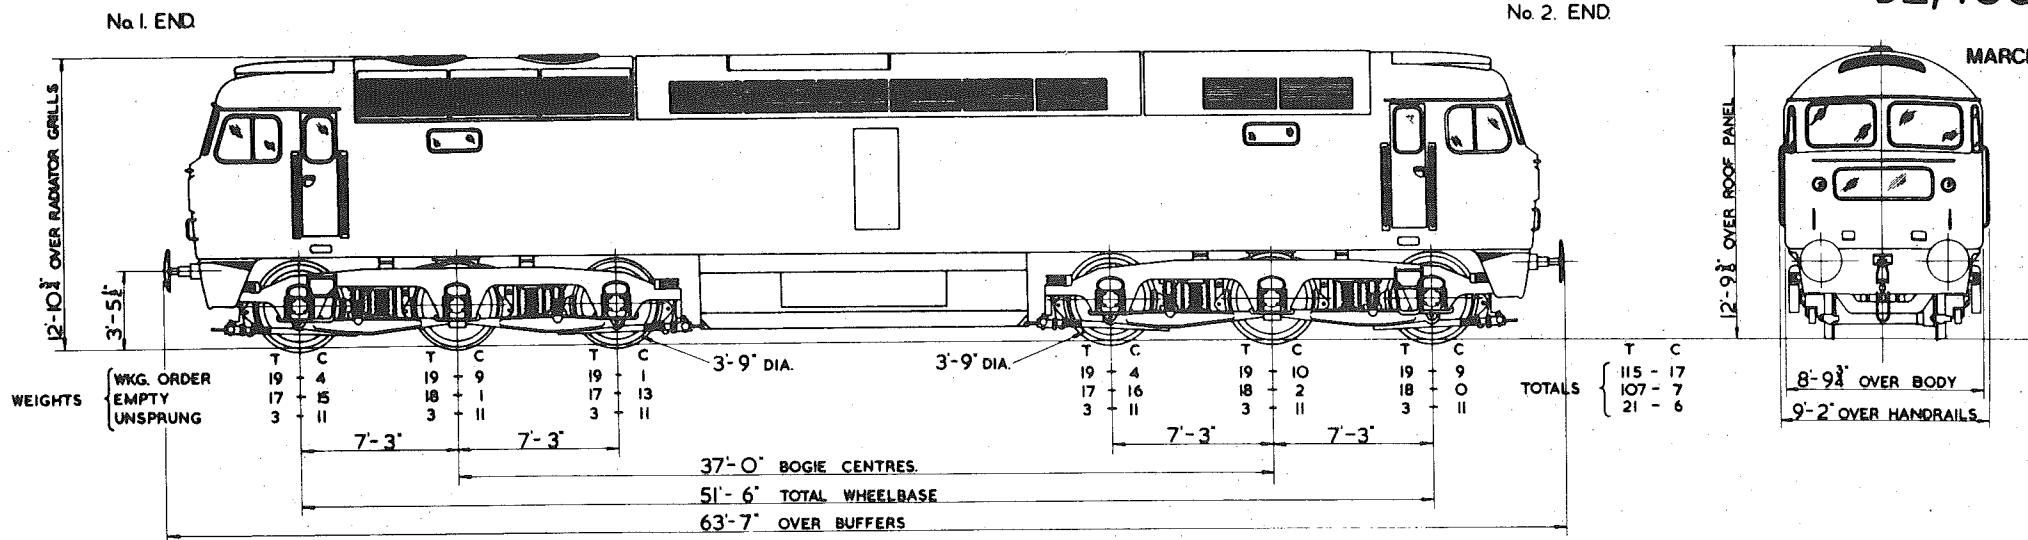 No 1. END.
No. 2. END.
MARC
12'-10¾" OVER RADIATOR GRILLS
3'-5½"
12'-9¾" OVER ROOF PANEL
T C T C T C T C T C T C T C
3'-9" DIA. 3'-9" DIA.
WEIGHTS
WKG. ORDER 19 - 4 19 - 9 19 - 1 19 - 4 19 - 10 19 - 9
EMPTY 17 - 15 18 - 1 17 - 13 17 - 16 18 - 2 18 - 0
UNSPRUNG 3 - 11 3 - 11 3 - 11 3 - 11 3 - 11 3 - 11
TOTALS
115 - 17
107 - 7
21 - 6
8'-9¾" OVER BODY
9'-2" OVER HANDRAILS
7'-3" 7'-3" 7'-3" 7'-3"
37'-0" BOGIE CENTRES.
51'-6" TOTAL WHEELBASE
63'-7" OVER BUFFERS